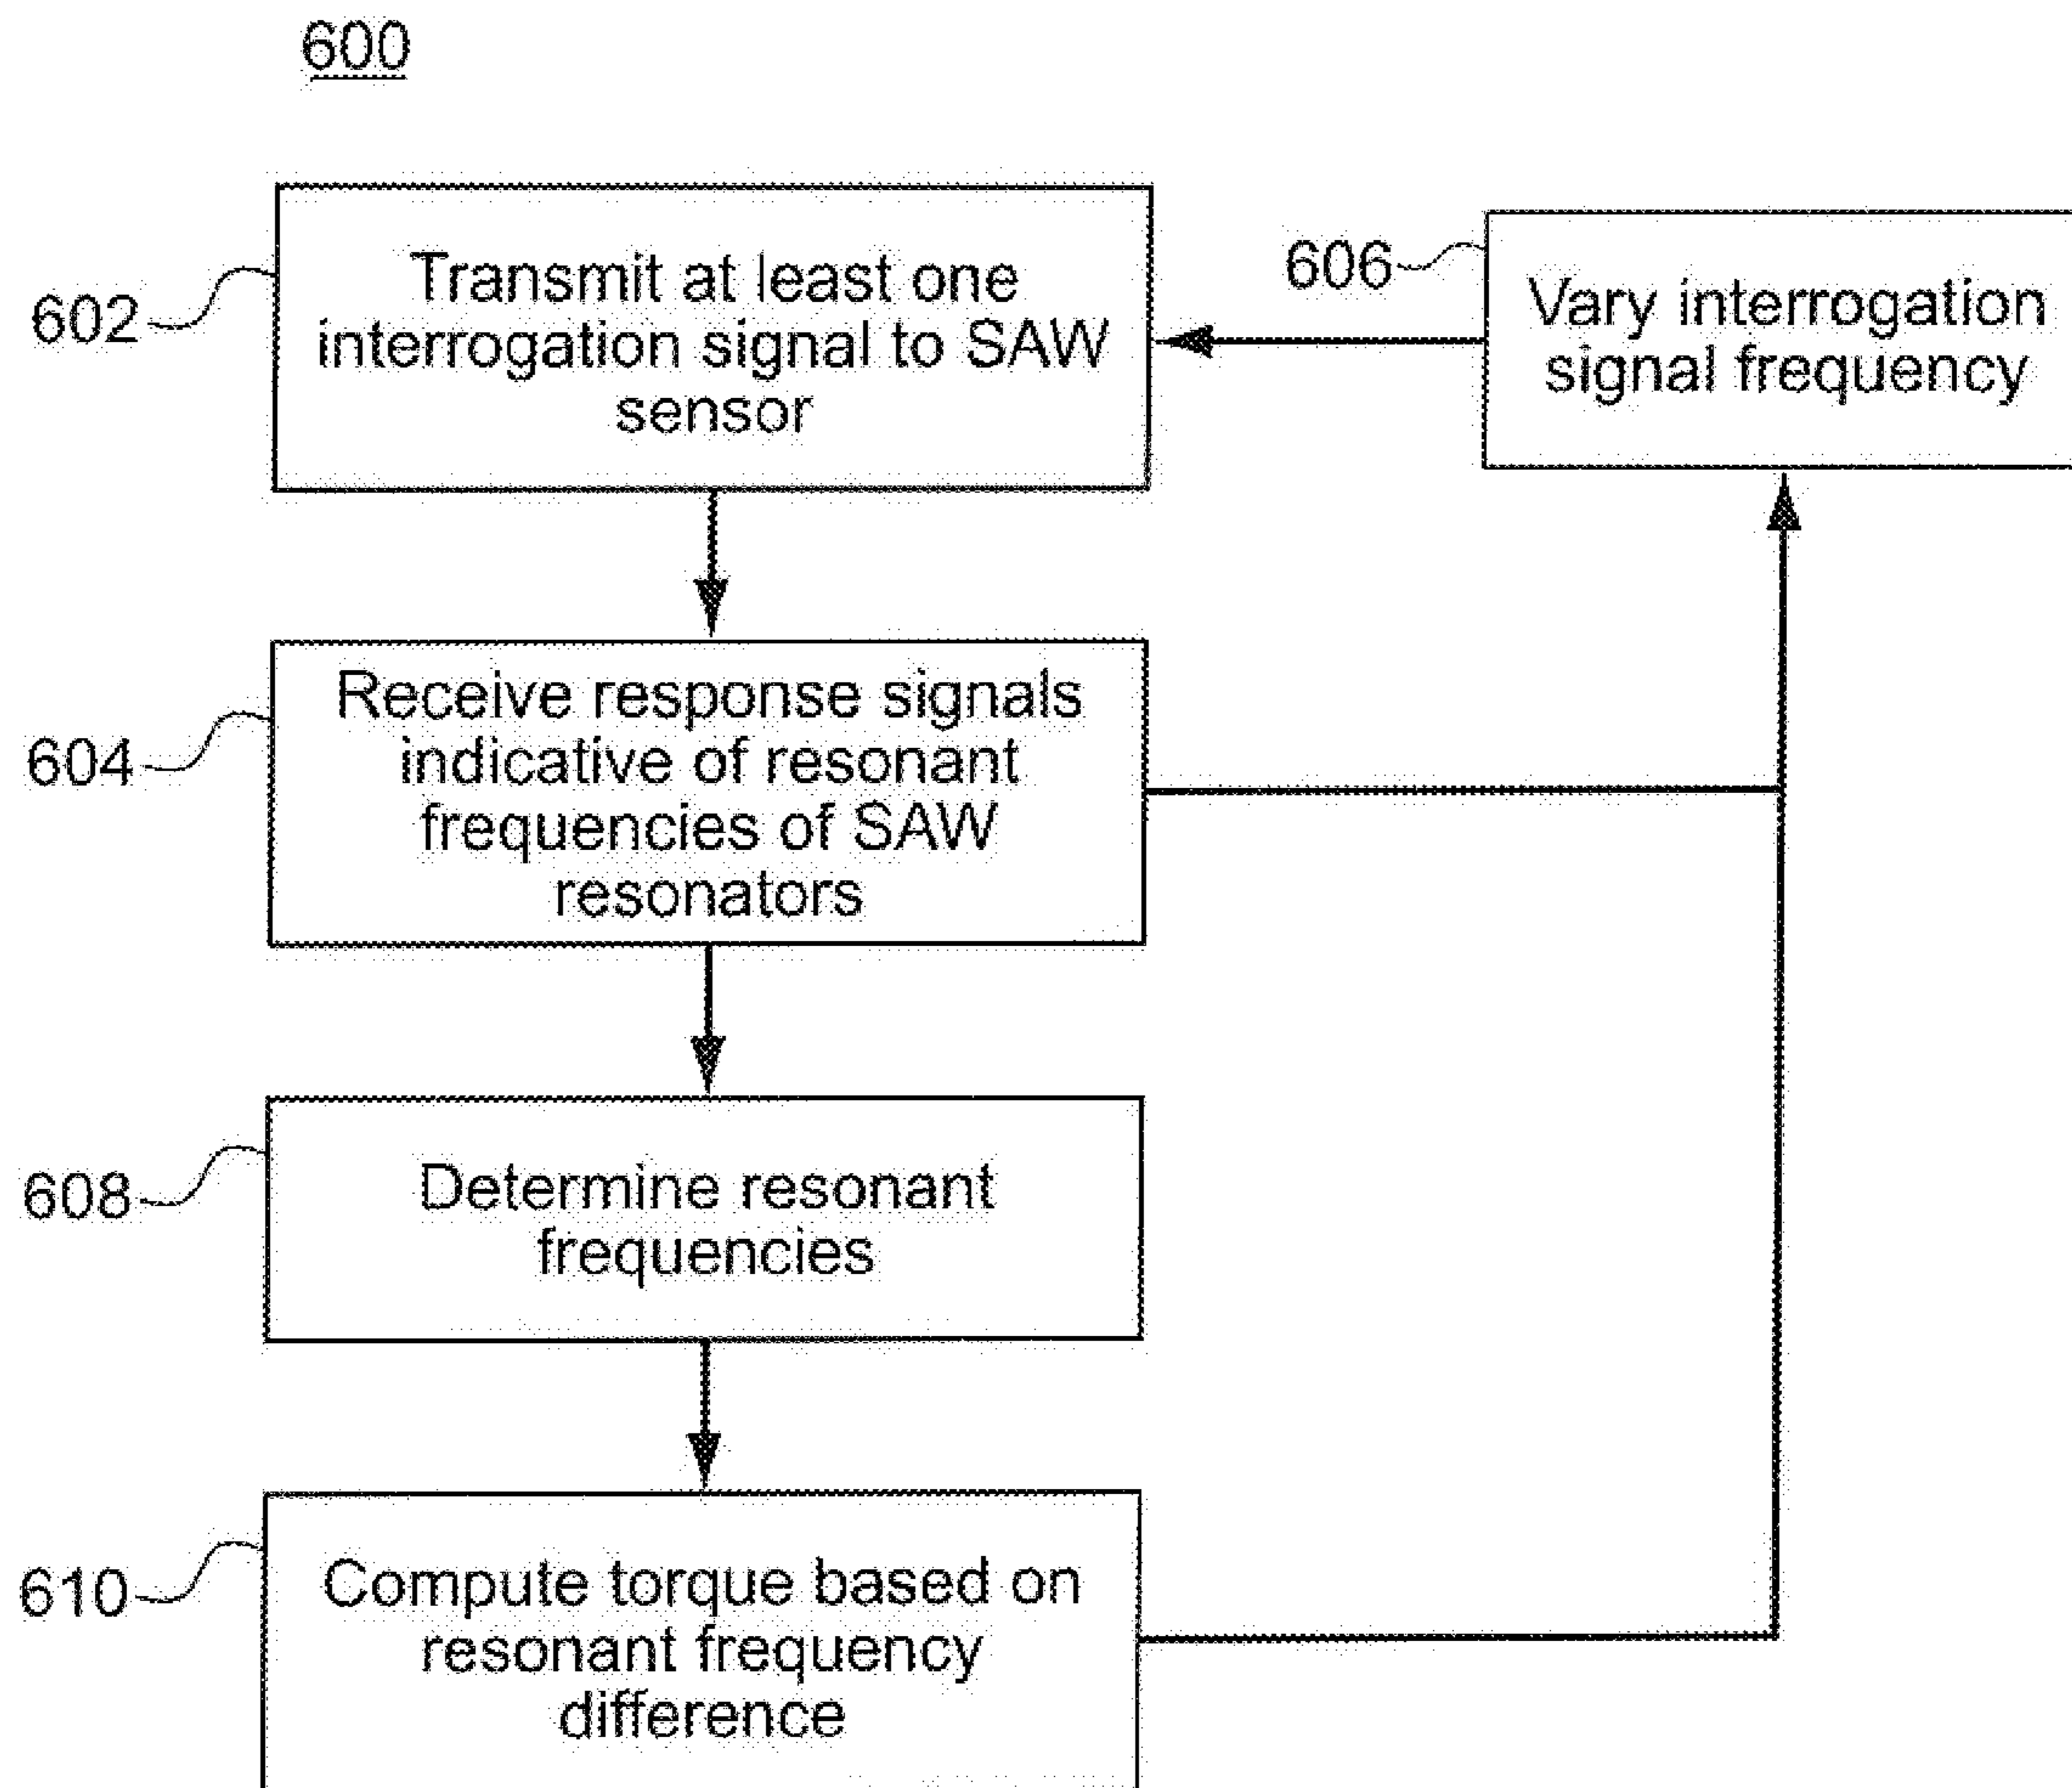 600
602
Transmit at least one
interrogation signal to SAW
sensor
606
Vary interrogation
signal frequency
604
Receive response signals
indicative of resonant
frequencies of SAW
resonators
608
Determine resonant
frequencies
610
Compute torque based on
resonant frequency
difference